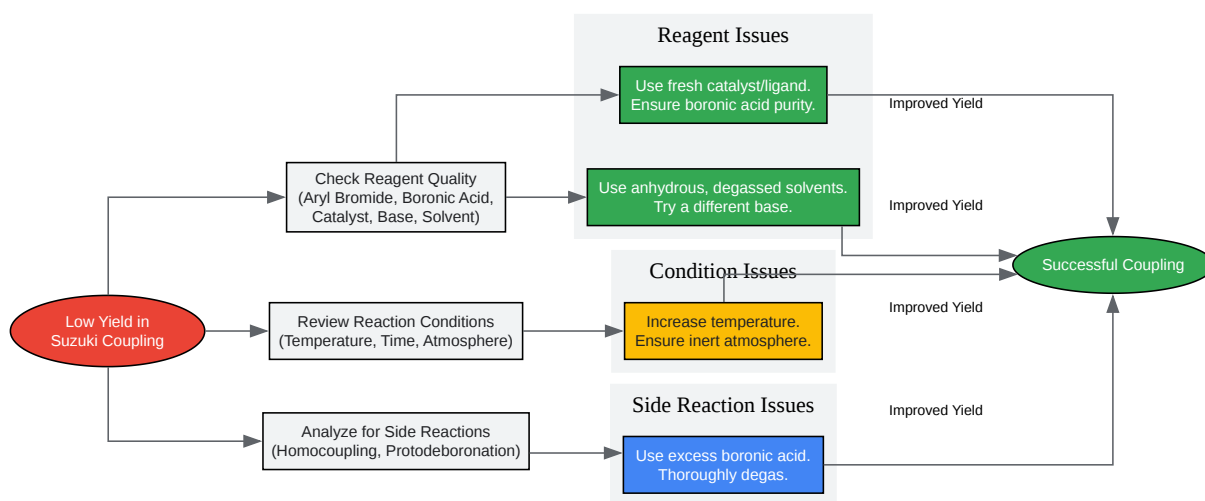 Reagent Issues
Use fresh catalyst/ligand.
Ensure boronic acid purity.
Improved Yield
Check Reagent Quality
(Aryl Bromide, Boronic Acid,
Catalyst, Base, Solvent)
Use anhydrous, degassed solvents.
Try a different base.
Improved Yield
Successful Coupling
Condition Issues
Low Yield in
Suzuki Coupling
Review Reaction Conditions
(Temperature, Time, Atmosphere)
Increase temperature.
Ensure inert atmosphere.
Improved Yield
Side Reaction Issues
Improved Yield
Analyze for Side Reactions
(Homocoupling, Protodeboronation)
Use excess boronic acid.
Thoroughly degas.